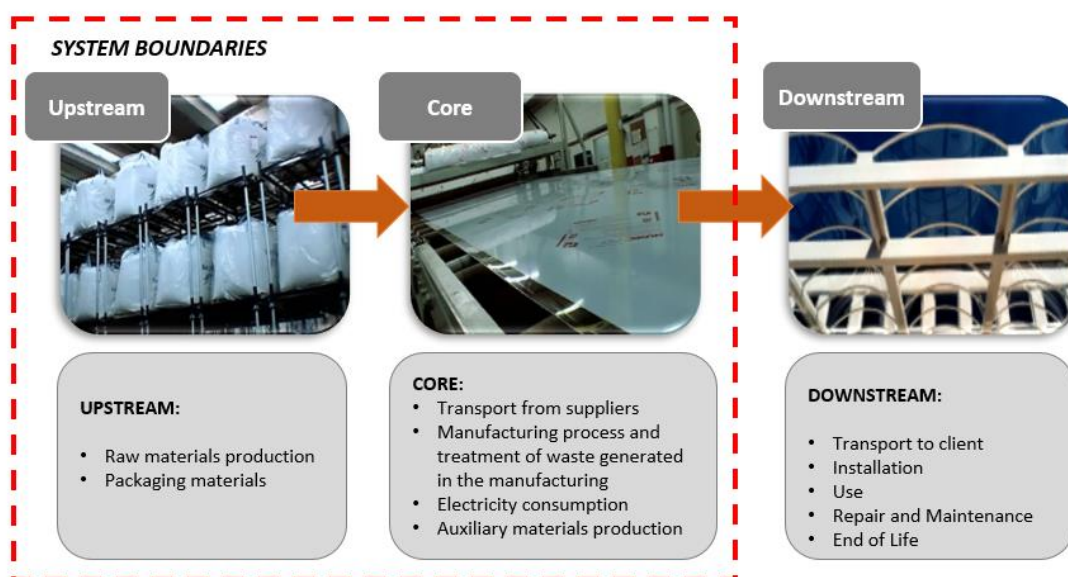 SYSTEM BOUNDARIES
Upstream
Core
Downstream
UPSTREAM:
• Raw materials production
• Packaging materials
CORE:
• Transport from suppliers
• Manufacturing process and
treatment of waste generated
in the manufacturing
• Electricity consumption
• Auxiliary materials production
DOWNSTREAM:
• Transport to client
• Installation
• Use
• Repair and Maintenance
• End of Life